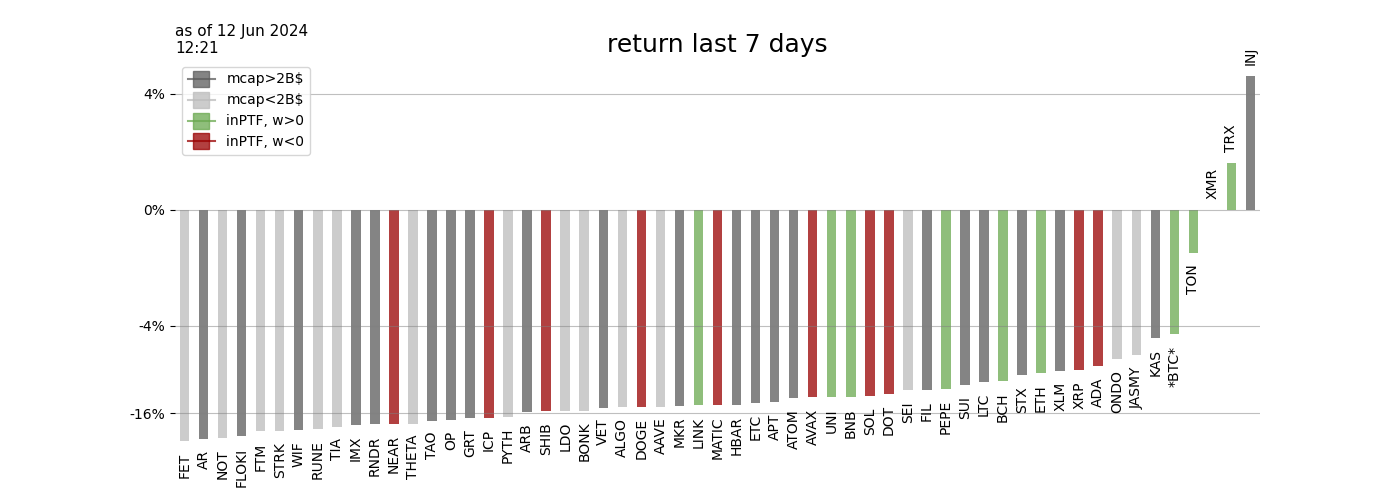 as of 12 Jun 2024
12:21
return last 7 days
mcap>2B$
mcap<2B$
inPTF, w>0
inPTF, w<0
4%
0%
-4%
-16%
FET
AR
NOT
FLOKI
FTM
STRK
WIF
RUNE
TIA
IMX
RNDR
NEAR
THETA
TAO
OP
GRT
ICP
PYTH
ARB
SHIB
LDO
BONK
VET
ALGO
DOGE
AAVE
MKR
LINK
MATIC
HBAR
ETC
APT
ATOM
AVAX
UNI
BNB
SOL
DOT
SEI
FIL
PEPE
SUI
LTC
BCH
STX
ETH
XLM
XRP
ADA
ONDO
JASMY
KAS
*BTC*
TON
XMR
TRX
INJ